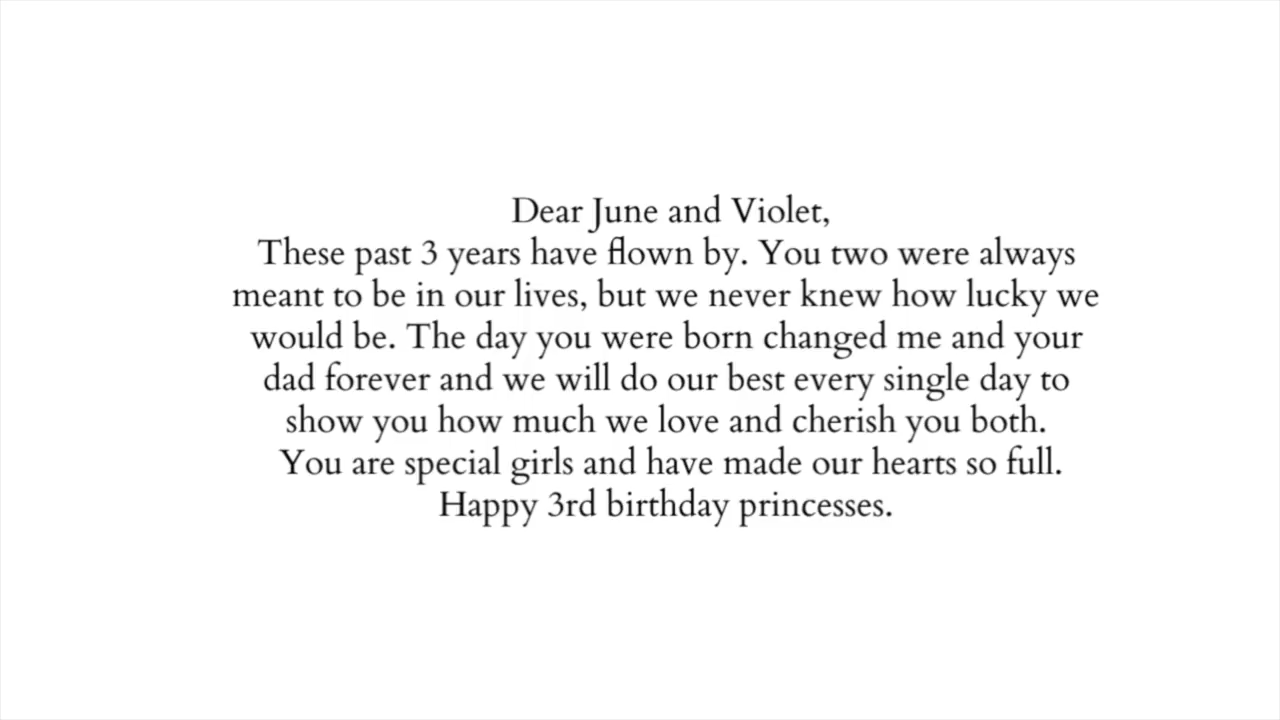 Dear June and Violet,
These past 3 years have flown by. You two were always
meant to be in our lives, but we never knew how lucky we
would be. The day you were born changed me and your
dad forever and we will do our best every single day to
show you how much we love and cherish you both.
You are special girls and have made our hearts so full.
Happy 3rd birthday princesses.